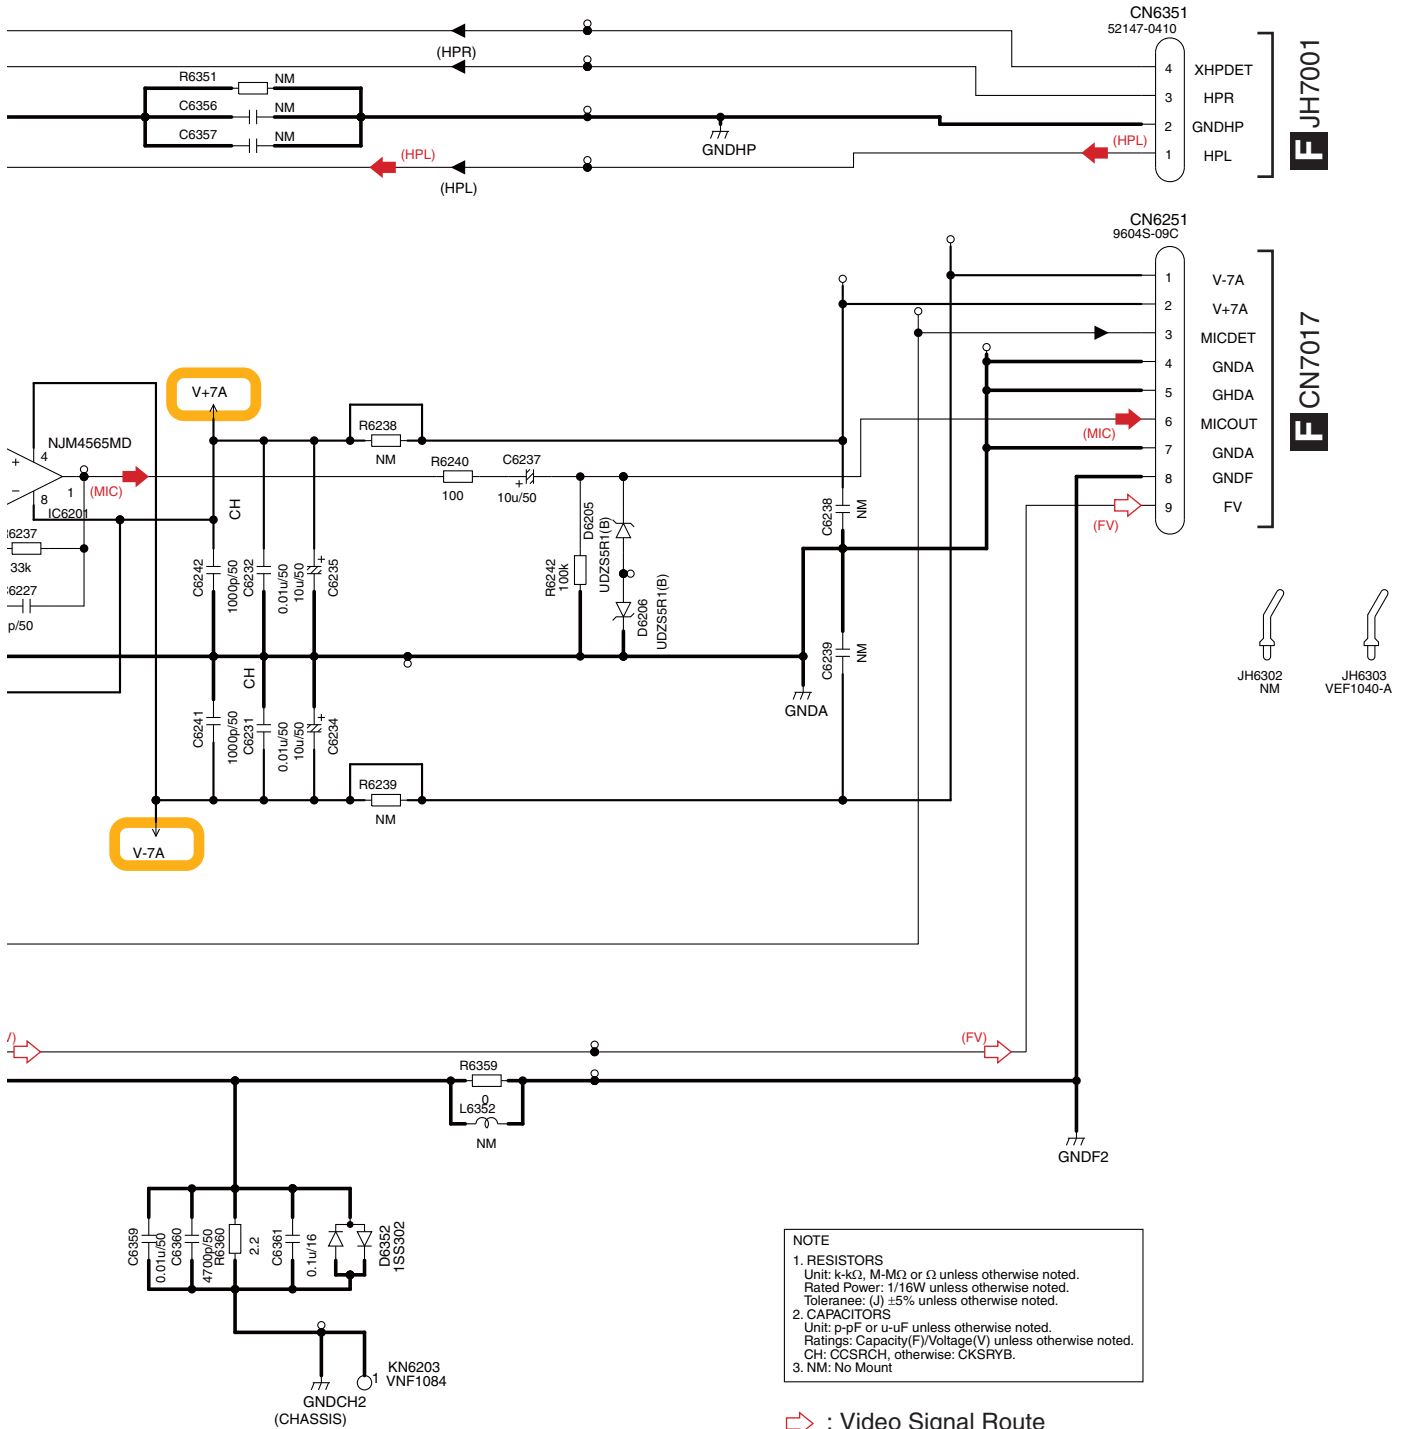 CN6351
52147-0410
(HPR)
R6351 NM
C6356 NM
C6357 NM
GNDHP
(HPL)
(HPL)
(HPL)
4 XHPDET
3 HPR
2 GNDHP
1 HPL
F JH7001
CN6251
9604S-09C
1 V-7A
2 V+7A
3 MICDET
4 GNDA
5 GHDA
6 MICOUT
7 GNDA
8 GNDF
9 FV
F CN7017
(MIC)
(FV)
V+7A
NJM4565MD
+
4
−
8
1
IC6201
(MIC)
R6238
NM
R6240
100
C6237
+
10u/50
6237
33k
6227
p/50
CH
C6242
1000p/50
C6232
0.01u/50
10u/50
+
C6235
R6242
100k
D6205
UDZS5R1(B)
D6206
UDZS5R1(B)
C6238
NM
C6239
NM
GNDA
CH
C6241
1000p/50
C6231
0.01u/50
10u/50
+
C6234
R6239
NM
V-7A
JH6302
NM
JH6303
VEF1040-A
V)
(FV)
R6359
0
L6352
NM
GNDF2
C6359
0.01u/50
C6360
4700p/50
R6360
2.2
C6361
0.1u/16
D6352
1SS302
1
KN6203
VNF1084
GNDCH2
(CHASSIS)
NOTE
1. RESISTORS
Unit: k-kΩ, M-MΩ or Ω unless otherwise noted.
Rated Power: 1/16W unless otherwise noted.
Toleranee: (J) ±5% unless otherwise noted.
2. CAPACITORS
Unit: p-pF or u-uF unless otherwise noted.
Ratings: Capacity(F)/Voltage(V) unless otherwise noted.
CH: CCSRCH, otherwise: CKSRYB.
3. NM: No Mount
: Video Signal Route